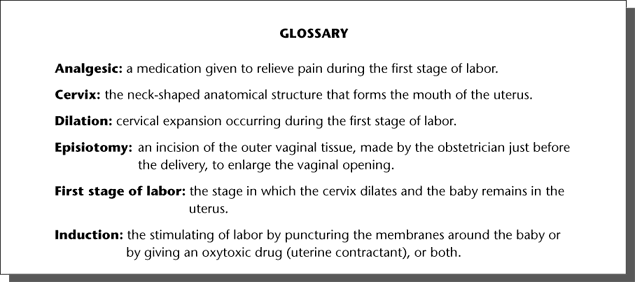 GLOSSARY
Analgesic: a medication given to relieve pain during the first stage of labor.
Cervix: the neck-shaped anatomical structure that forms the mouth of the uterus.
Dilation: cervical expansion occurring during the first stage of labor.
Episiotomy: an incision of the outer vaginal tissue, made by the obstetrician just before
the delivery, to enlarge the vaginal opening.
First stage of labor: the stage in which the cervix dilates and the baby remains in the
uterus.
Induction: the stimulating of labor by puncturing the membranes around the baby or
by giving an oxytoxic drug (uterine contractant), or both.